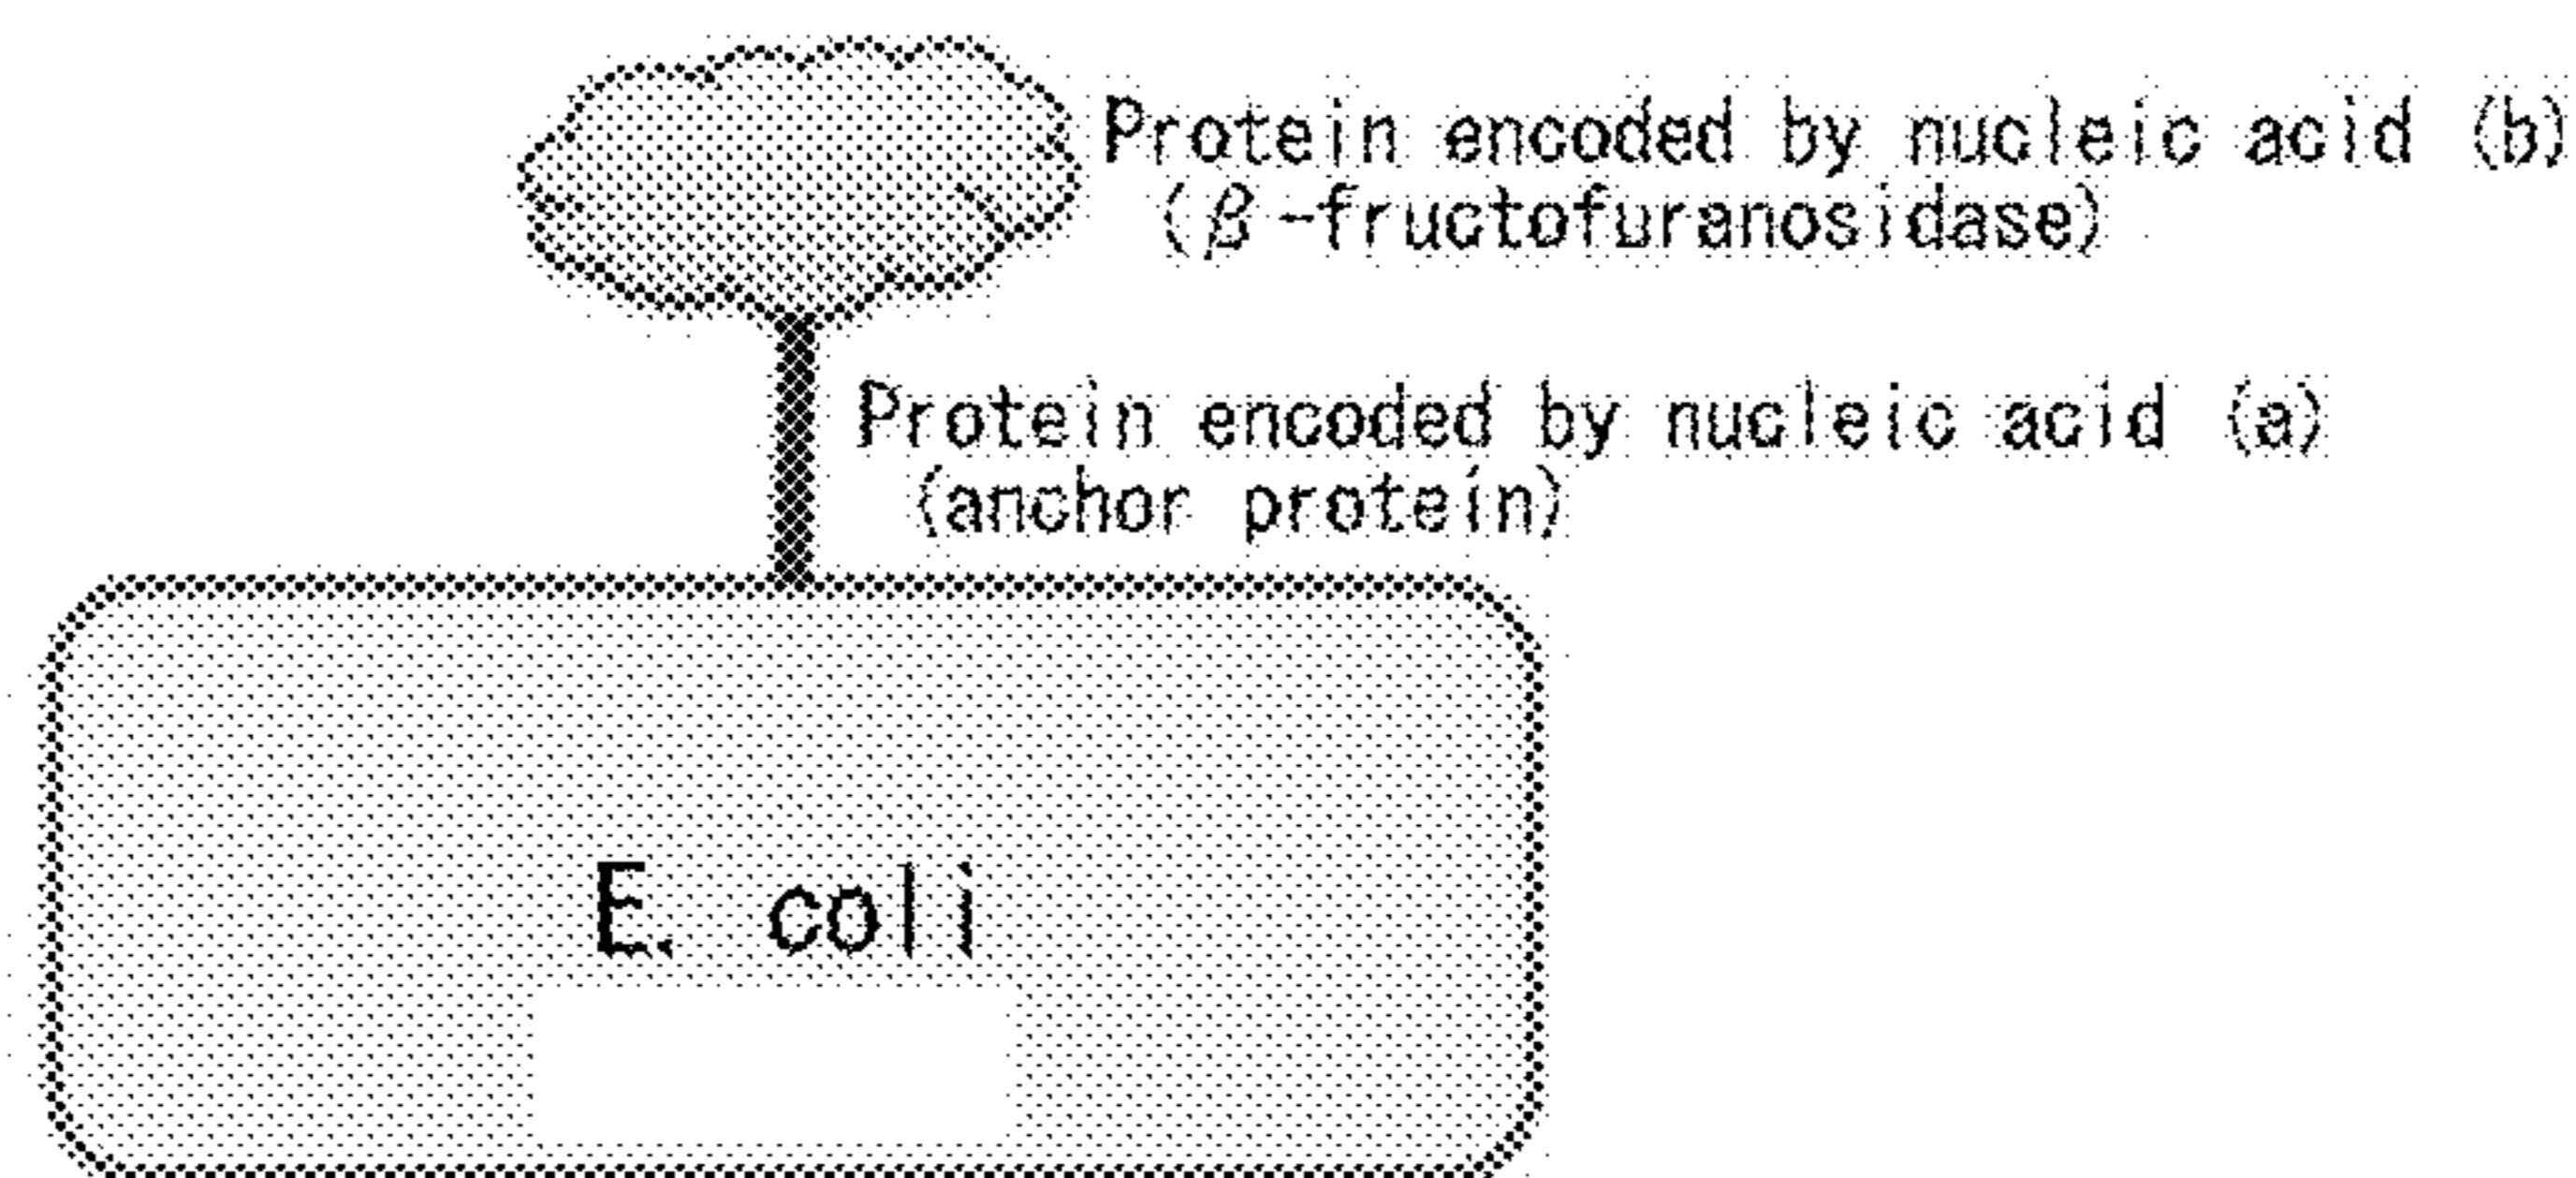 Protein encoded by nucleic acid (b)
(β-fructofuranosidase)
Protein encoded by nucleic acid (a)
(anchor protein)
E. coli